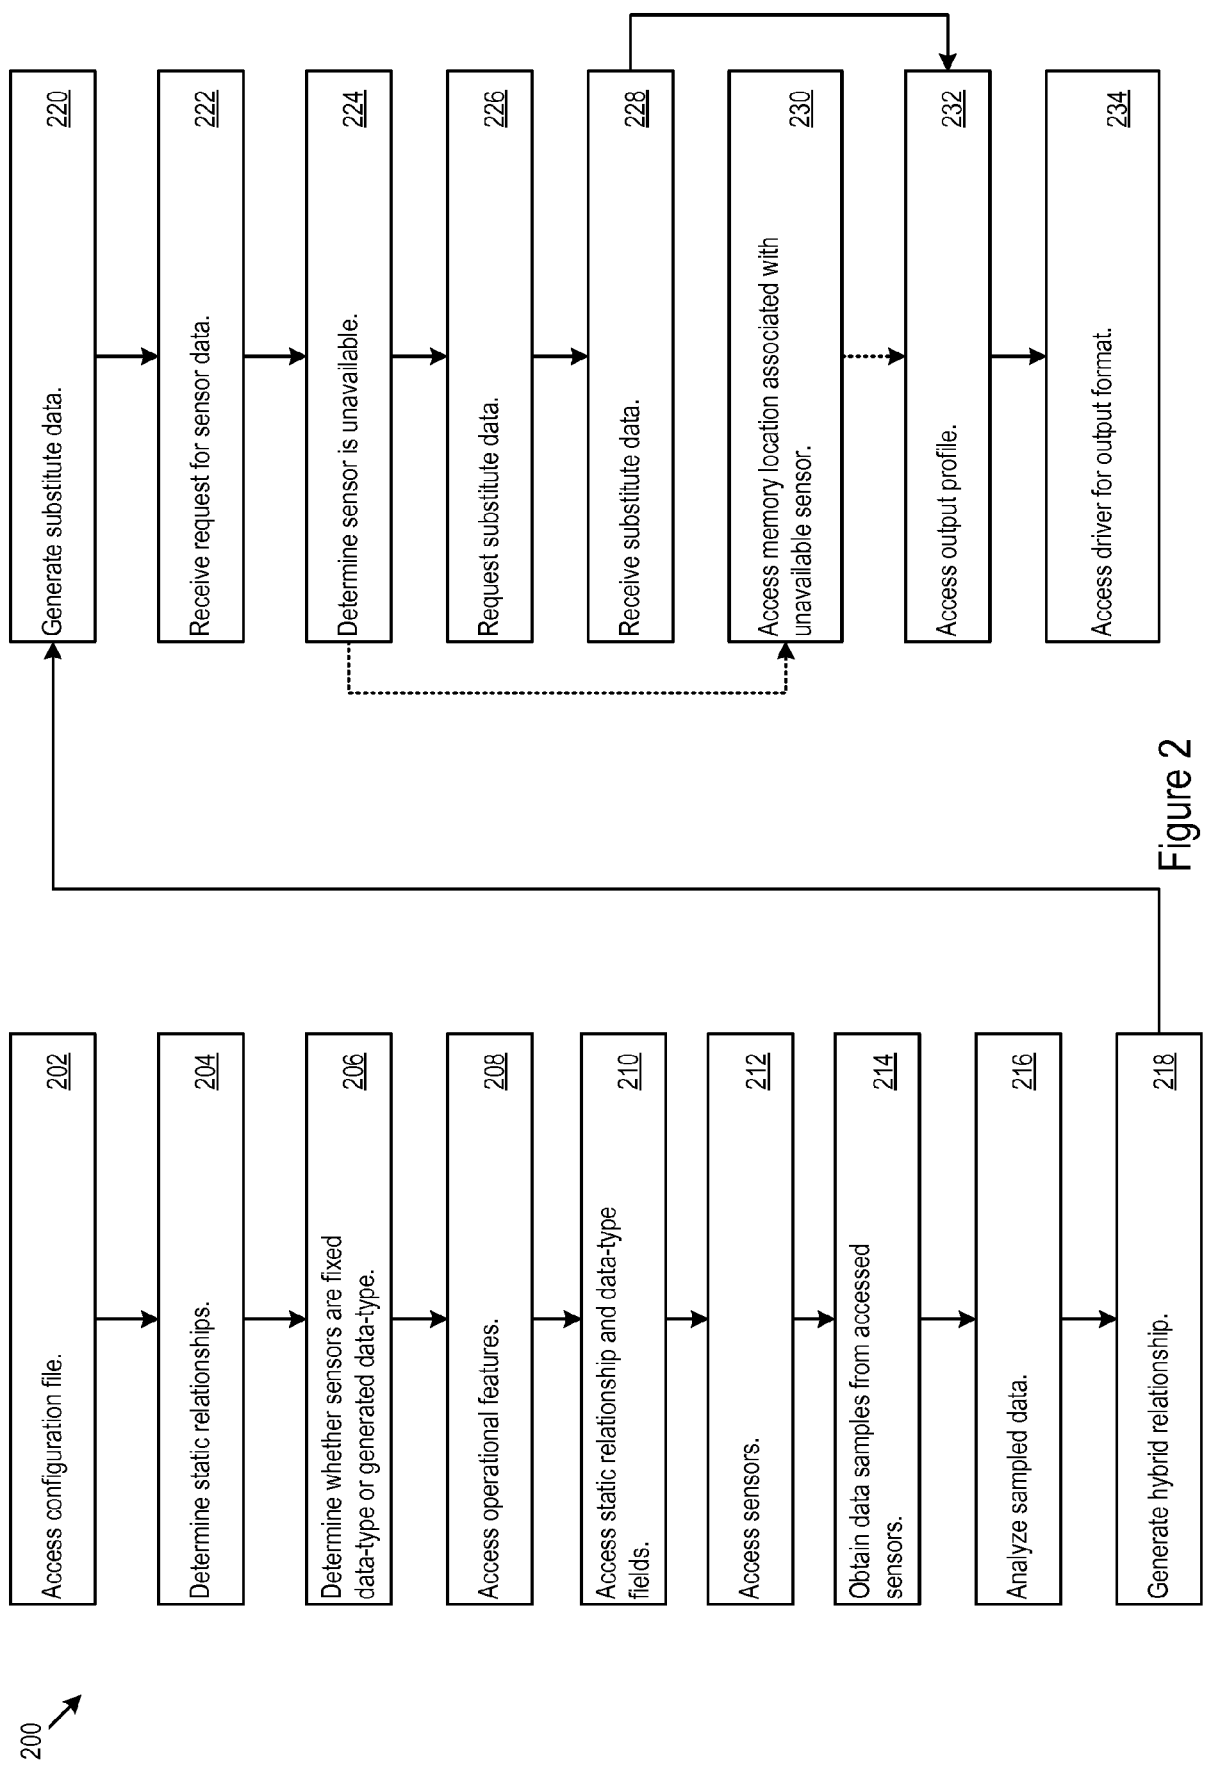 200
Access configuration file.
202
Determine static relationships.
204
Determine whether sensors are fixed
data-type or generated data-type.
206
Access operational features.
208
Access static relationship and data-type
fields.
210
Access sensors.
212
Obtain data samples from accessed
sensors.
214
Analyze sampled data.
216
Generate hybrid relationship.
218
Generate substitute data.
220
Receive request for sensor data.
222
Determine sensor is unavailable.
224
Request substitute data.
226
Receive substitute data.
228
Access memory location associated with
unavailable sensor.
230
Access output profile.
232
Access driver for output format.
234
Figure 2